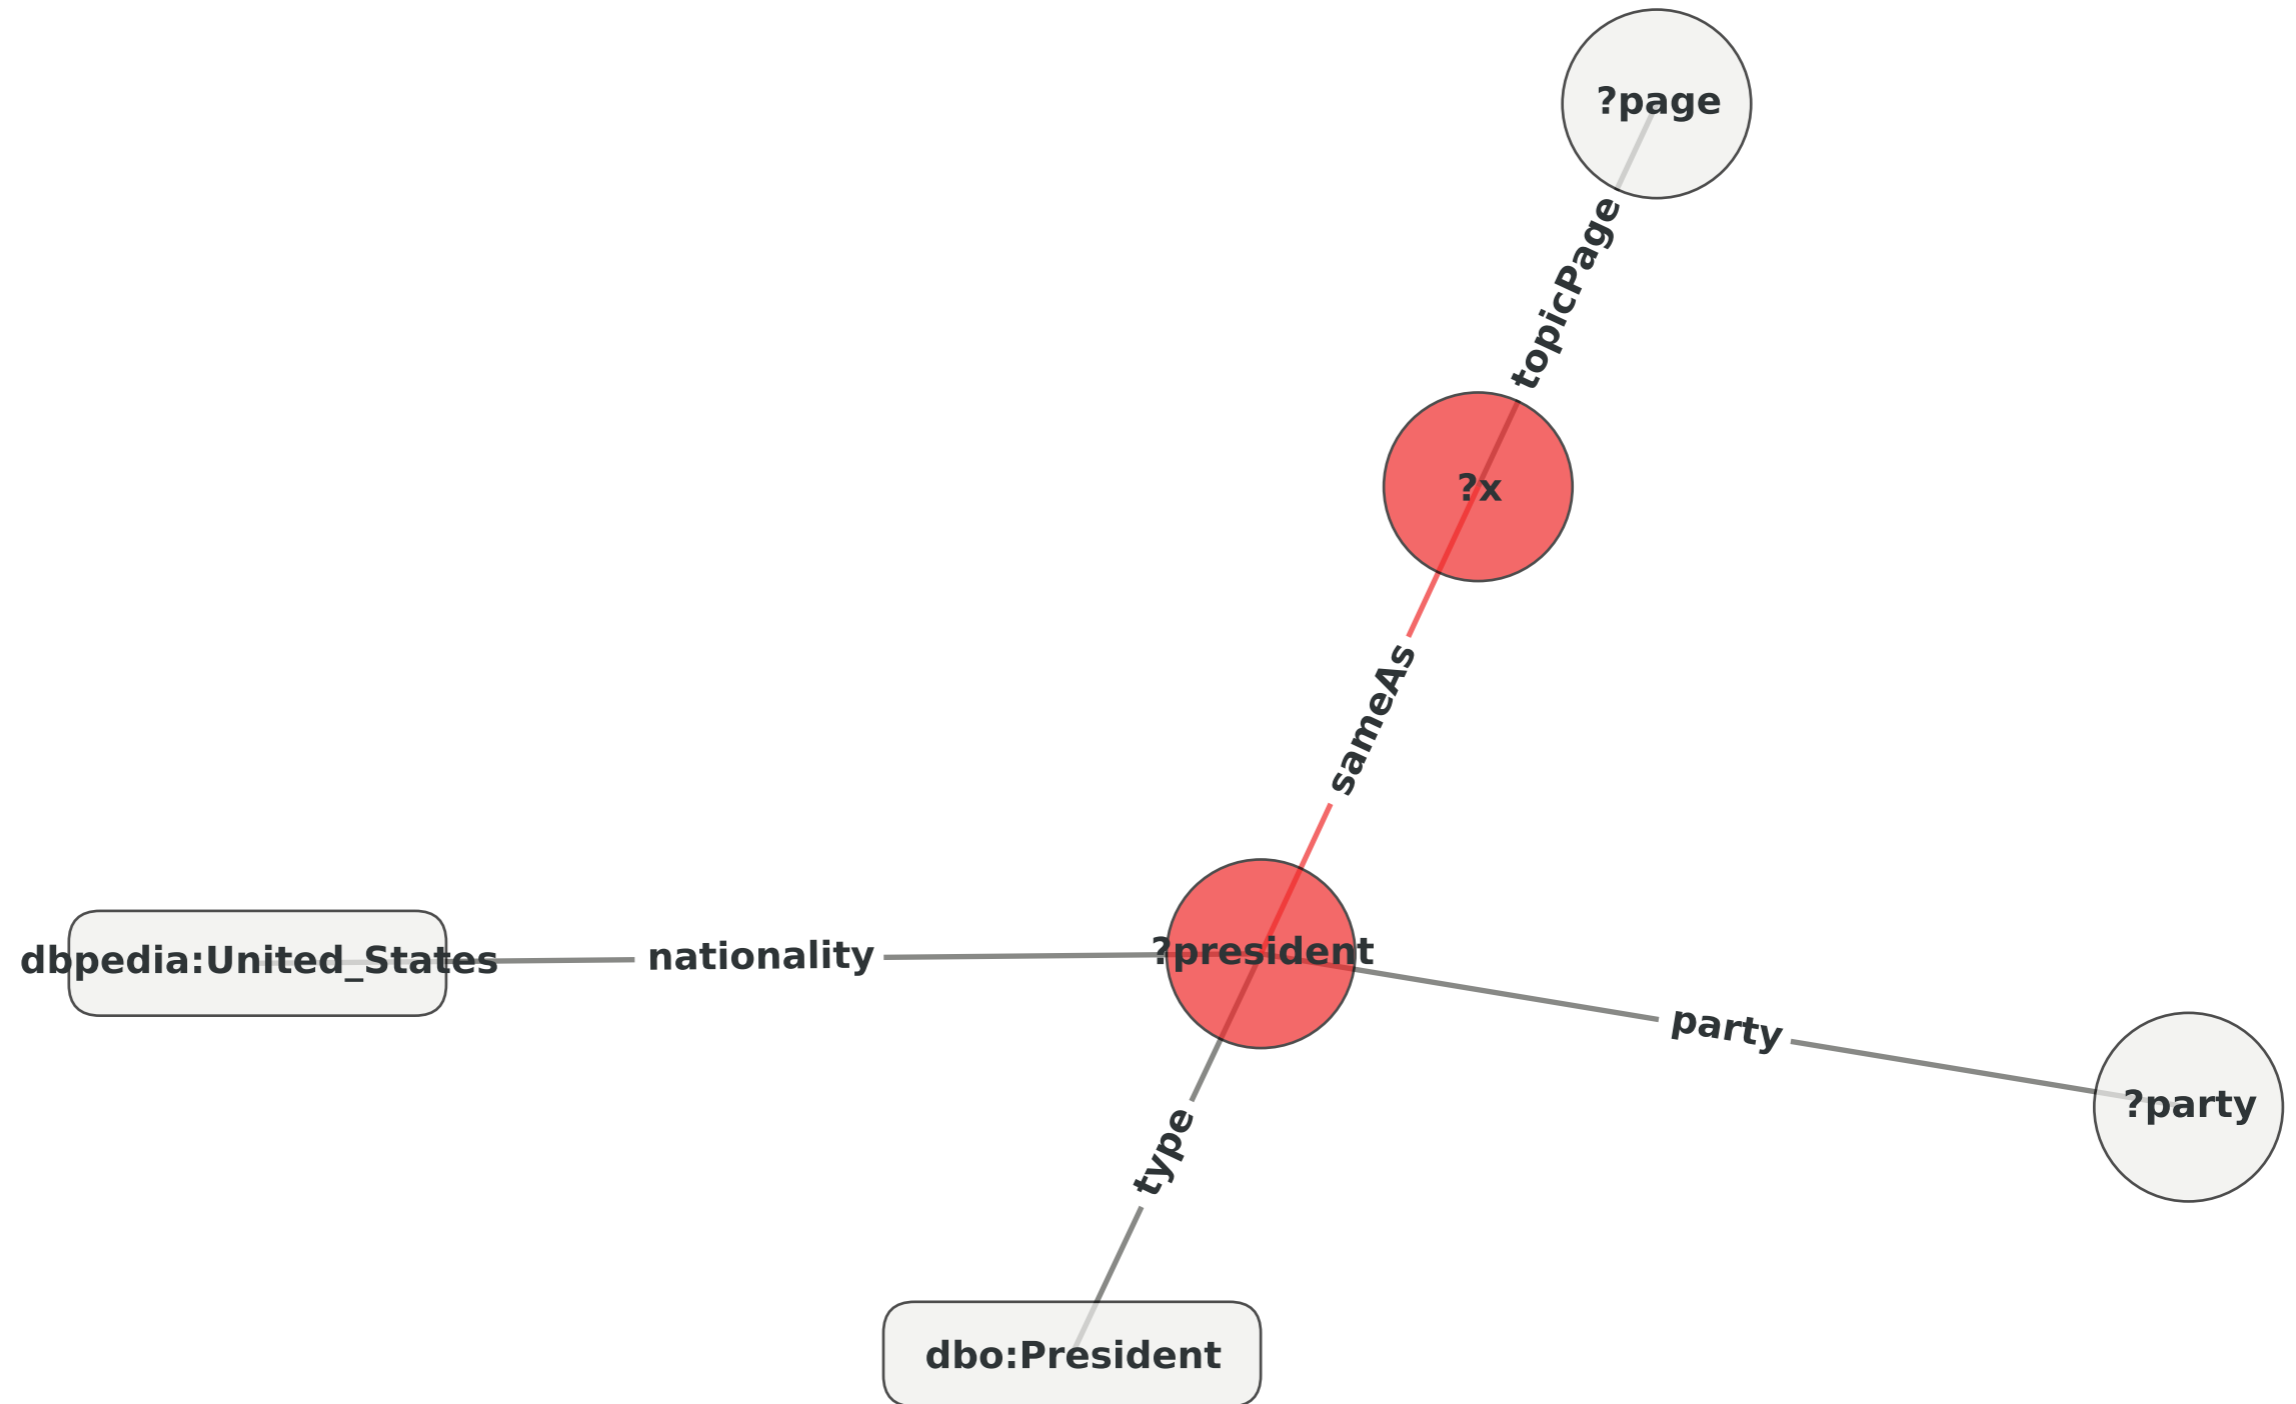 ?page
topicPage
?x
sameAs
?president
dbpedia:United_States
nationality
party
?party
type
dbo:President